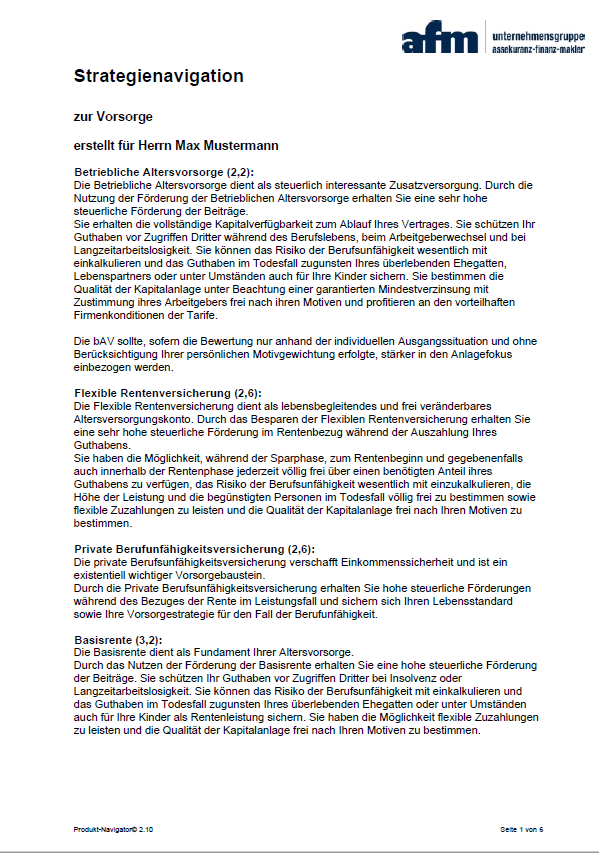 afm unternehmensgruppe
assekuranz-finanz-makler
Strategienavigation
zur Vorsorge
erstellt für Herrn Max Mustermann
Betriebliche Altersvorsorge (2,2):
Die Betriebliche Altersvorsorge dient als steuerlich interessante Zusatzversorgung. Durch die
Nutzung der Förderung der Betrieblichen Altersvorsorge erhalten Sie eine sehr hohe
steuerliche Förderung der Beiträge.
Sie erhalten die vollständige Kapitalverfügbarkeit zum Ablauf Ihres Vertrages. Sie schützen Ihr
Guthaben vor Zugriffen Dritter während des Berufslebens, beim Arbeitgeberwechsel und bei
Langzeitarbeitslosigkeit. Sie können das Risiko der Berufsunfähigkeit wesentlich mit
einkalkulieren und das Guthaben im Todesfall zugunsten Ihres überlebenden Ehegatten,
Lebenspartners oder unter Umständen auch für Ihre Kinder sichern. Sie bestimmen die
Qualität der Kapitalanlage unter Beachtung einer garantierten Mindestverzinsung mit
Zustimmung ihres Arbeitgebers frei nach ihren Motiven und profitieren an den vorteilhaften
Firmenkonditionen der Tarife.
Die bAV sollte, sofern die Bewertung nur anhand der individuellen Ausgangssituation und ohne
Berücksichtigung Ihrer persönlichen Motivgewichtung erfolgte, stärker in den Anlagefokus
einbezogen werden.
Flexible Rentenversicherung (2,6):
Die Flexible Rentenversicherung dient als lebensbegleitendes und frei veränderbares
Altersversorgungskonto. Durch das Besparen der Flexiblen Rentenversicherung erhalten Sie
eine sehr hohe steuerliche Förderung im Rentenbezug während der Auszahlung Ihres
Guthabens.
Sie haben die Möglichkeit, während der Sparphase, zum Rentenbeginn und gegebenenfalls
auch innerhalb der Rentenphase jederzeit völlig frei über einen benötigten Anteil ihres
Guthabens zu verfügen, das Risiko der Berufsunfähigkeit wesentlich mit einzukalkulieren, die
Höhe der Leistung und die begünstigten Personen im Todesfall völlig frei zu bestimmen sowie
flexible Zuzahlungen zu leisten und die Qualität der Kapitalanlage frei nach Ihren Motiven zu
bestimmen.
Private Berufunfähigkeitsversicherung (2,6):
Die private Berufsunfähigkeitsversicherung verschafft Einkommenssicherheit und ist ein
existentiell wichtiger Vorsorgebaustein.
Durch die Private Berufsunfähigkeitsversicherung erhalten Sie hohe steuerliche Förderungen
während des Bezuges der Rente im Leistungsfall und sichern sich Ihren Lebensstandard
sowie Ihre Vorsorgestrategie für den Fall der Berufunfähigkeit.
Basisrente (3,2):
Die Basisrente dient als Fundament Ihrer Altersvorsorge.
Durch das Nutzen der Förderung der Basisrente erhalten Sie eine hohe steuerliche Förderung
der Beiträge. Sie schützen Ihr Guthaben vor Zugriffen Dritter bei Insolvenz oder
Langzeitarbeitslosigkeit. Sie können das Risiko der Berufsunfähigkeit mit einkalkulieren und
das Guthaben im Todesfall zugunsten Ihres überlebenden Ehegatten oder unter Umständen
auch für Ihre Kinder als Rentenleistung sichern. Sie haben die Möglichkeit flexible Zuzahlungen
zu leisten und die Qualität der Kapitalanlage frei nach Ihren Motiven zu bestimmen.
Produkt-Navigator© 2.10 Seite 1 von 6